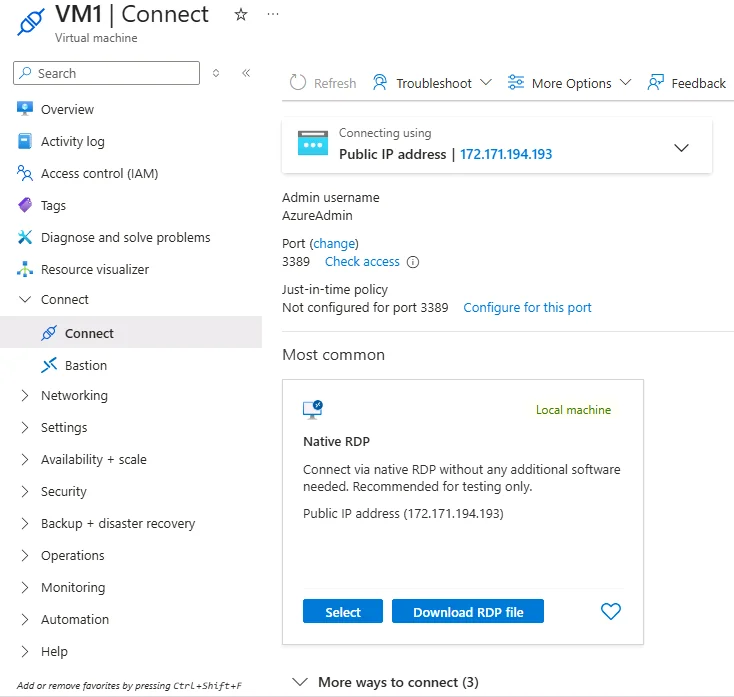 VM1 | Connect
Virtual machine
Search
Overview
Activity log
Access control (IAM)
Tags
Diagnose and solve problems
Resource visualizer
Connect
Connect
Bastion
Networking
Settings
Availability + scale
Security
Backup + disaster recovery
Operations
Monitoring
Automation
Help
Add or remove favorites by pressing Ctrl+Shift+F
Refresh
Troubleshoot
More Options
Feedback
Connecting using
Public IP address | 172.171.194.193
Admin username
AzureAdmin
Port (change)
3389 Check access
Just-in-time policy
Not configured for port 3389 Configure for this port
Most common
Local machine
Native RDP
Connect via native RDP without any additional software
needed. Recommended for testing only.
Public IP address (172.171.194.193)
Select
Download RDP file
More ways to connect (3)